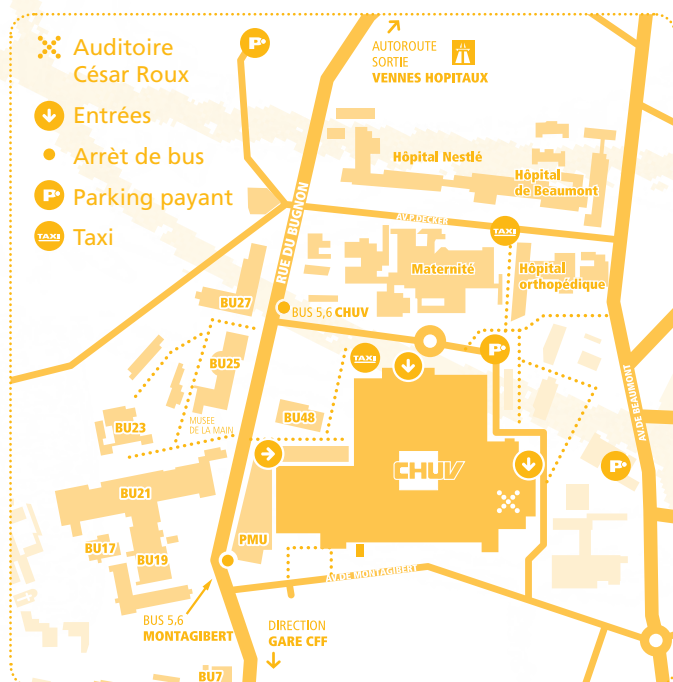 Auditoire
César Roux
Entrées
Arrèt de bus
P Parking payant
TAXI Taxi
P
AUTOROUTE
SORTIE
VENNES HOPITAUX
Hôpital Nestlé
Hôpital
de Beaumont
RUE DU BUGNON
AV.P.DECKER
TAXI
Maternité
Hôpital
orthopédique
BU27
BUS 5,6 CHUV
TAXI
P
BU25
MUSEE
DE LA MAIN
BU48
BU23
AV.DE BEAUMONT
CHUV
P
BU21
BU17
BU19
PMU
AV.DE MONTAGIBERT
BUS 5.6
MONTAGIBERT
DIRECTION
GARE CFF
BU7